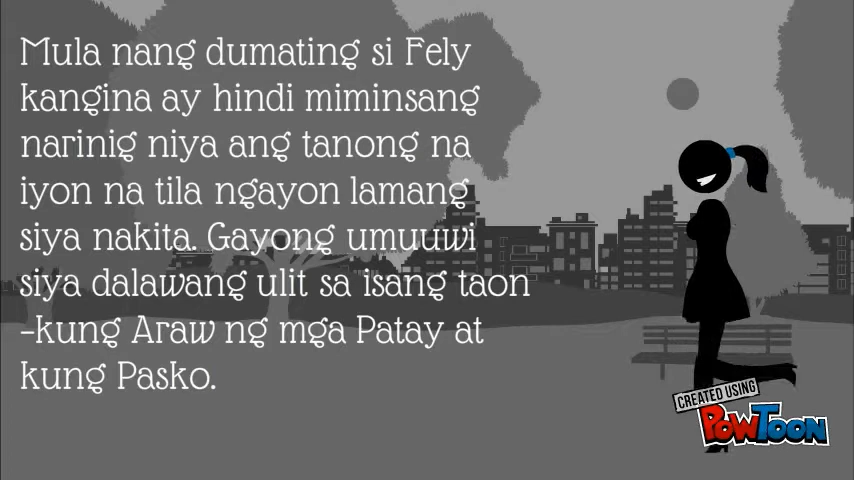 Mula nang dumating si Fely
kangina ay hindi miminsang
narinig niya ang tanong na
iyon na tila ngayon lamang
siya nakita. Gayong umuuwi
siya dalawang ulit sa isang taon
-kung Araw ng mga Patay at
kung Pasko.
CREATED USING
POWTOON